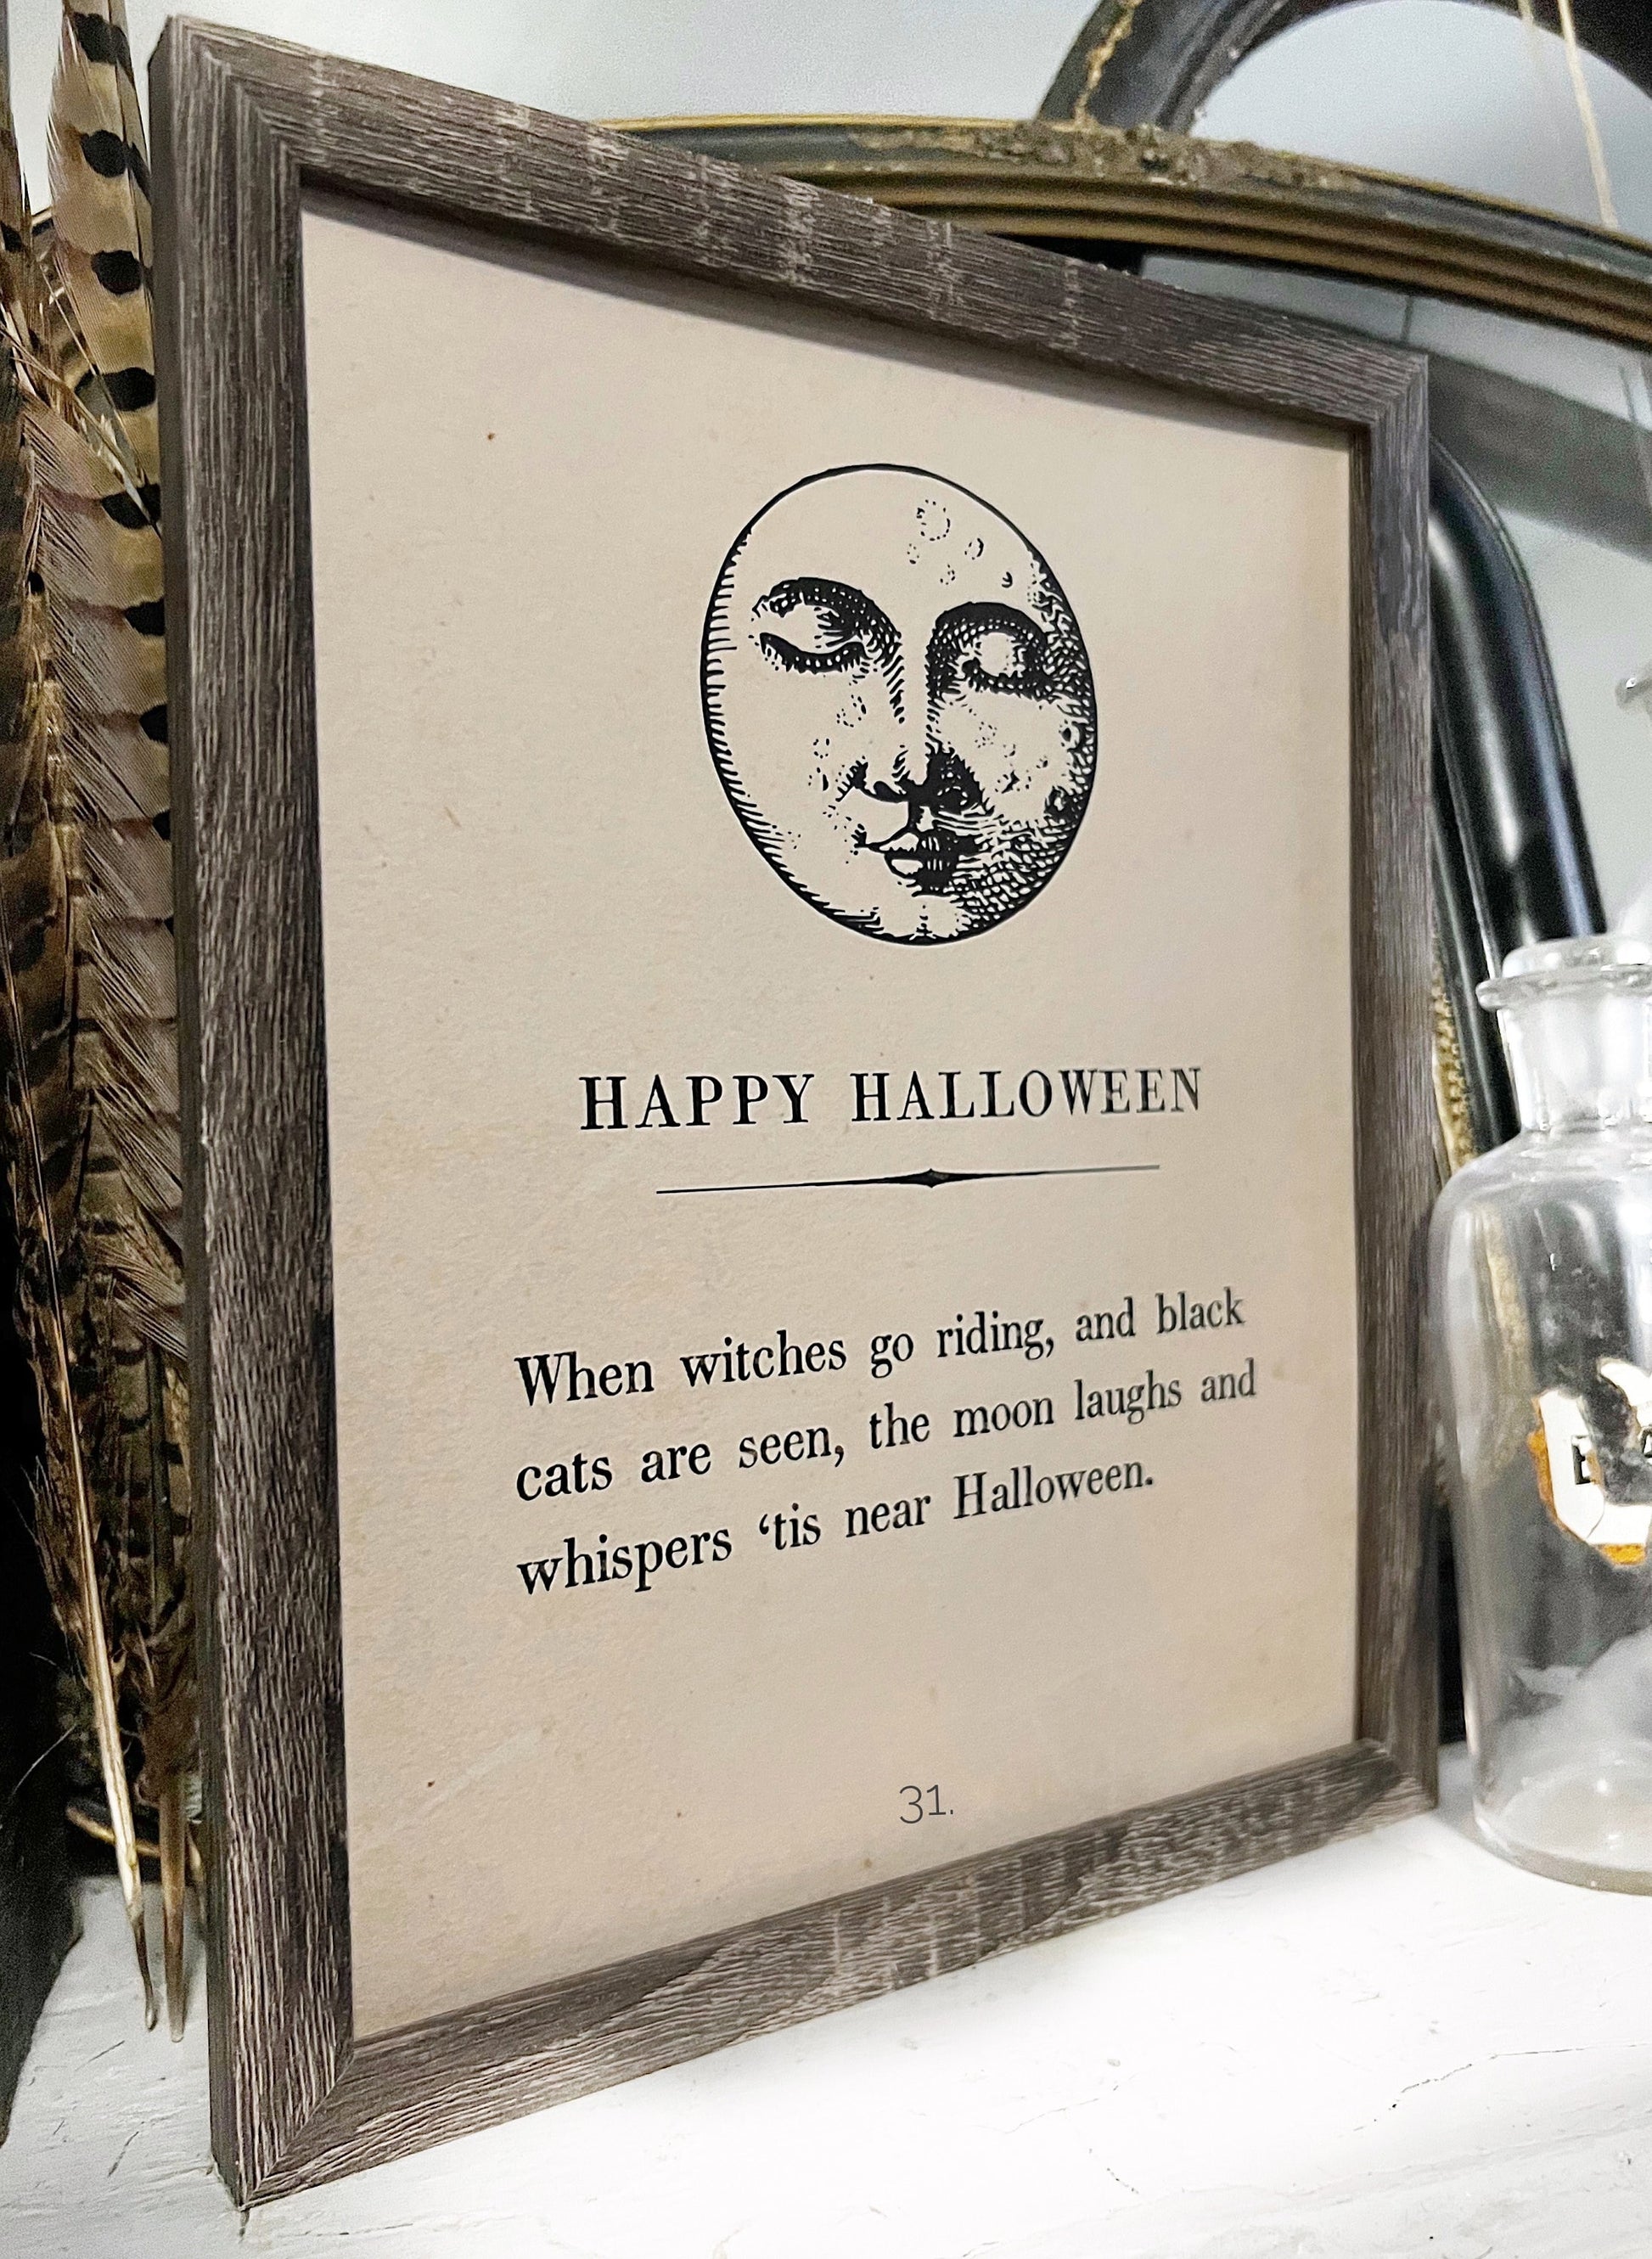 HAPPY HALLOWEEN
When witches go riding, and black
cats are seen, the moon laughs and
whispers ‘tis near Halloween.
31.